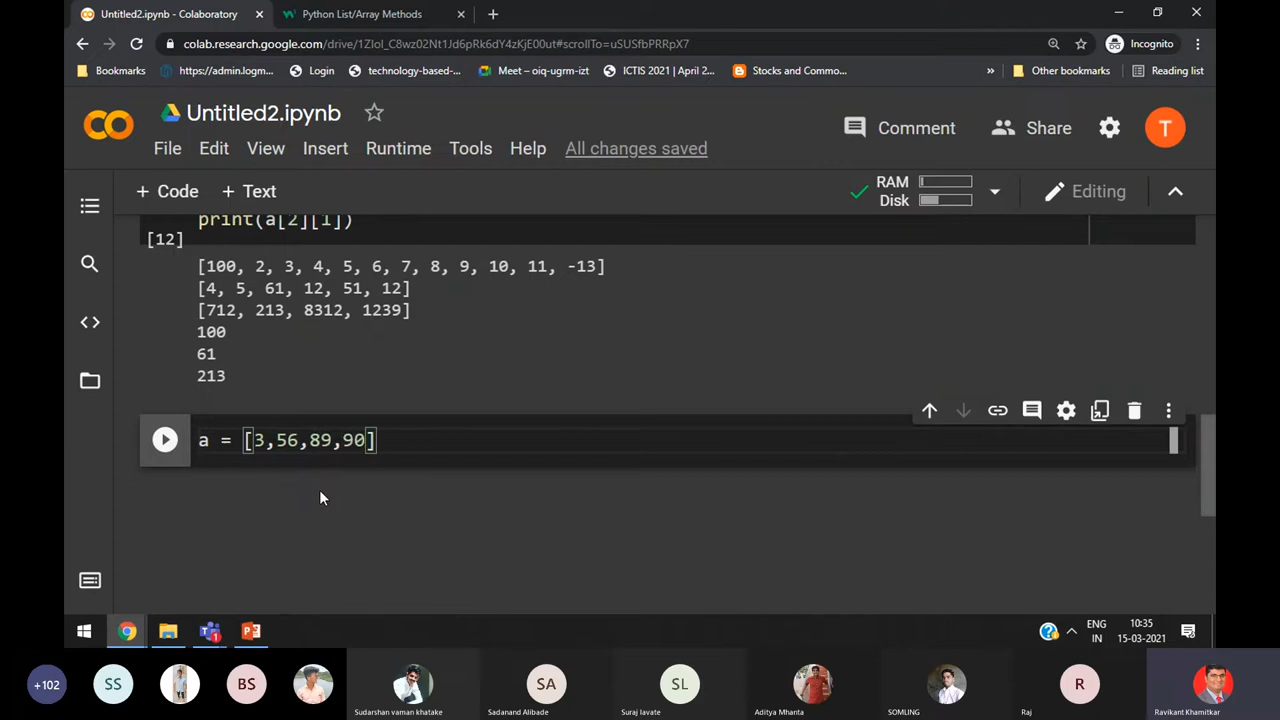 Untitled2.ipynb - Colaboratory
Python List/Array Methods
colab.research.google.com/drive/1ZIoI_C8wz02Nt1Jd6pRk6dY4zKjE00ut#scrollTo=uSUSfbPRRpX7
Incognito
Bookmarks
https://admin.logm...
Login
technology-based-...
Meet – oiq-ugrm-izt
ICTIS 2021 | April 2...
Stocks and Commo...
»
Other bookmarks
Reading list
CO
Untitled2.ipynb
Comment
Share
T
File Edit View Insert Runtime Tools Help All changes saved
+ Code + Text
RAM
Disk
Editing
print(a[2][1])
[12]
[100, 2, 3, 4, 5, 6, 7, 8, 9, 10, 11, -13]
[4, 5, 61, 12, 51, 12]
[712, 213, 8312, 1239]
100
61
213
a = [3,56,89,90]
ENG
IN
10:35
15-03-2021
+102
SS
BS
SA
SL
R
Sudarshan vaman khatake
Sadanand Alibade
Suraj lavate
Aditya Mhanta
SOMLING
Raj
Ravikant Khamitkar